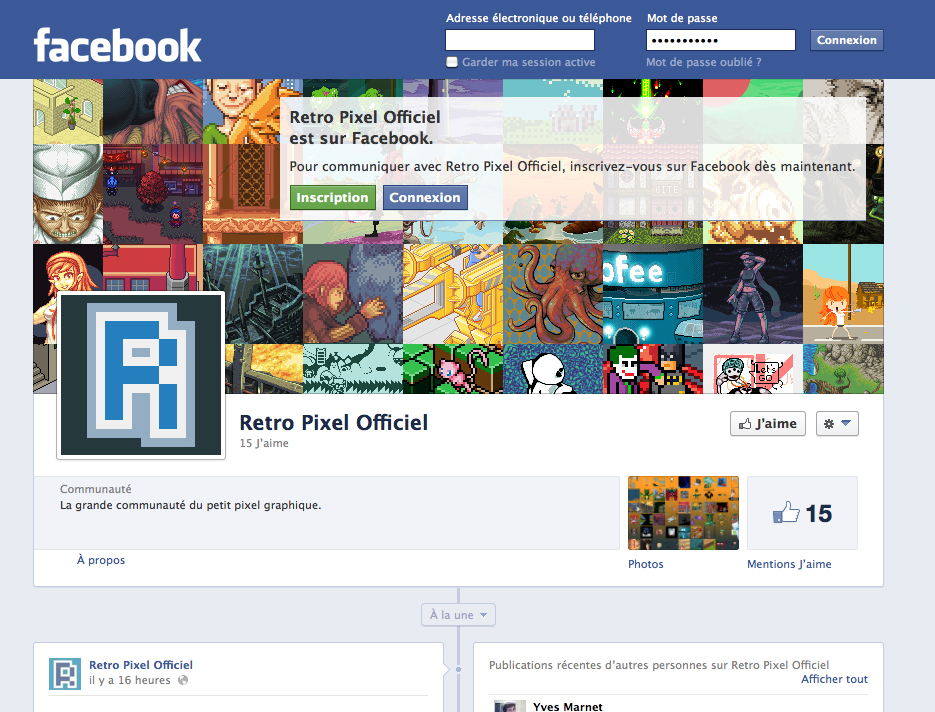 facebook
Adresse électronique ou téléphone
Mot de passe
•••••••••••
Connexion
Garder ma session active
Mot de passe oublié ?
Retro Pixel Officiel
est sur Facebook.
Pour communiquer avec Retro Pixel Officiel, inscrivez-vous sur Facebook dès maintenant.
Inscription
Connexion
BITE
ofee
Let's
GO
Retro Pixel Officiel
15 J’aime
J’aime
Communauté
La grande communauté du petit pixel graphique.
15
À propos
Photos
Mentions J’aime
À la une
Retro Pixel Officiel
il y a 16 heures
Publications récentes d’autres personnes sur Retro Pixel Officiel
Afficher tout
Yves Marnet